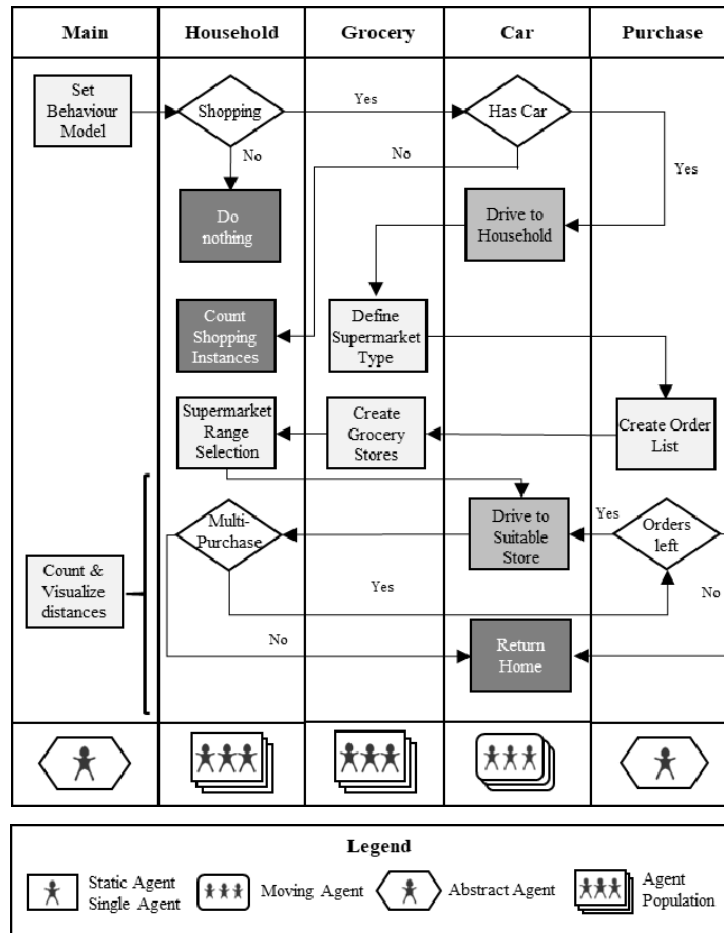 Main
Household
Grocery
Car
Purchase
Set
Behaviour
Model
Shopping
Yes
Has Car
No
No
Yes
Do
nothing
Drive to
Household
Count
Shopping
Instances
Define
Supermarket
Type
Supermarket
Range
Selection
Create
Grocery
Stores
Create Order
List
Multi-
Purchase
Drive to
Suitable
Store
Yes
Orders
left
Count &
Visualize
distances
Yes
No
No
Return
Home
Legend
Static Agent
Single Agent
Moving Agent
Abstract Agent
Agent
Population